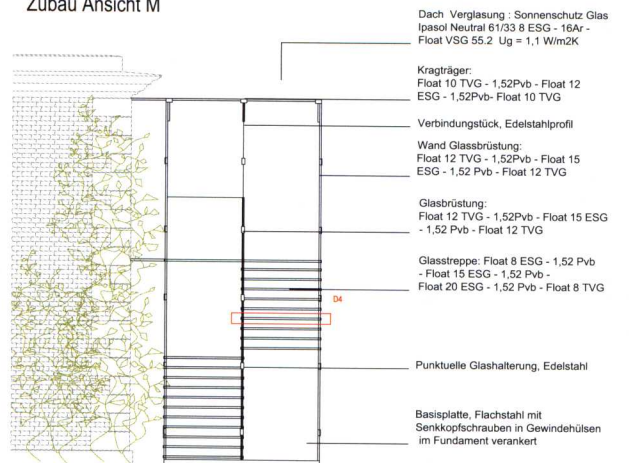 Zubau Ansicht M
Dach Verglasung : Sonnenschutz Glas
Ipasol Neutral 61/33 8 ESG - 16Ar -
Float VSG 55.2 Ug = 1,1 W/m2K
Kragträger:
Float 10 TVG - 1,52Pvb - Float 12
ESG - 1,52Pvb- Float 10 TVG
Verbindungstück, Edelstahlprofil
Wand Glassbrüstung:
Float 12 TVG - 1,52Pvb - Float 15
ESG - 1,52 Pvb - Float 12 TVG
Glasbrüstung:
Float 12 TVG - 1,52Pvb - Float 15 ESG
- 1,52 Pvb - Float 12 TVG
Glastreppe: Float 8 ESG - 1,52 Pvb
- Float 15 ESG - 1,52 Pvb -
Float 20 ESG - 1,52 Pvb - Float 8 TVG
D4
Punktuelle Glashalterung, Edelstahl
Basisplatte, Flachstahl mit
Senkkopfschrauben in Gewindehülsen
im Fundament verankert